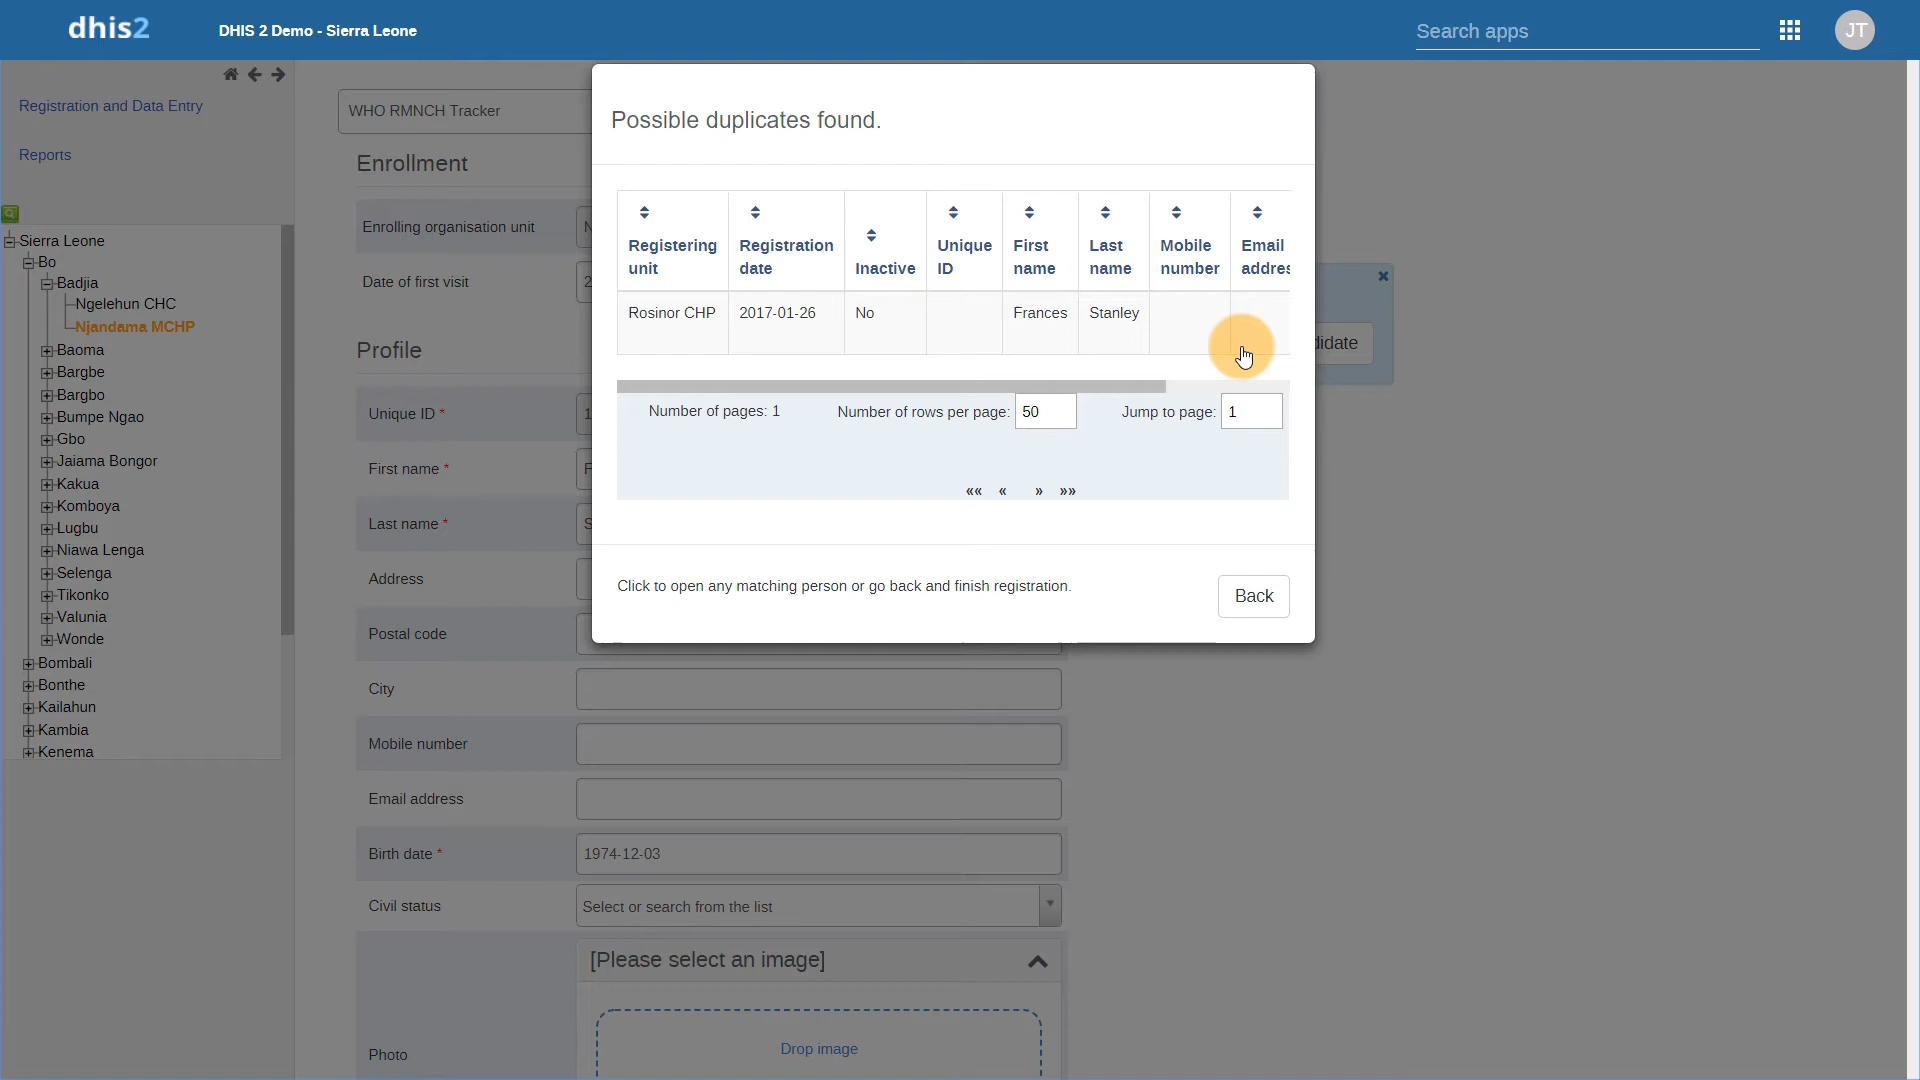 dhis2
DHIS 2 Demo - Sierra Leone
Search apps
JT
Registration and Data Entry
Reports
Sierra Leone
Bo
Badjia
Ngelehun CHC
Njandama MCHP
Baoma
Bargbe
Bargbo
Bumpe Ngao
Gbo
Jaiama Bongor
Kakua
Komboya
Lugbu
Niawa Lenga
Selenga
Tikonko
Valunia
Wonde
Bombali
Bonthe
Kailahun
Kambia
Kenema
WHO RMNCH Tracker
Enrollment
Enrolling organisation unit N
Date of first visit 2
Profile
Unique ID * 1
First name * F
Last name * S
Address
Postal code
City
Mobile number
Email address
Birth date * 1974-12-03
Civil status Select or search from the list
[Please select an image]
Photo
Drop image
Possible duplicates found.
Registering unit
Registration date
Inactive
Unique ID
First name
Last name
Mobile number
Email addres
Rosinor CHP 2017-01-26 No Frances Stanley
Number of pages: 1 Number of rows per page: 50 Jump to page: 1
«« « » »»
Click to open any matching person or go back and finish registration.
Back
didate